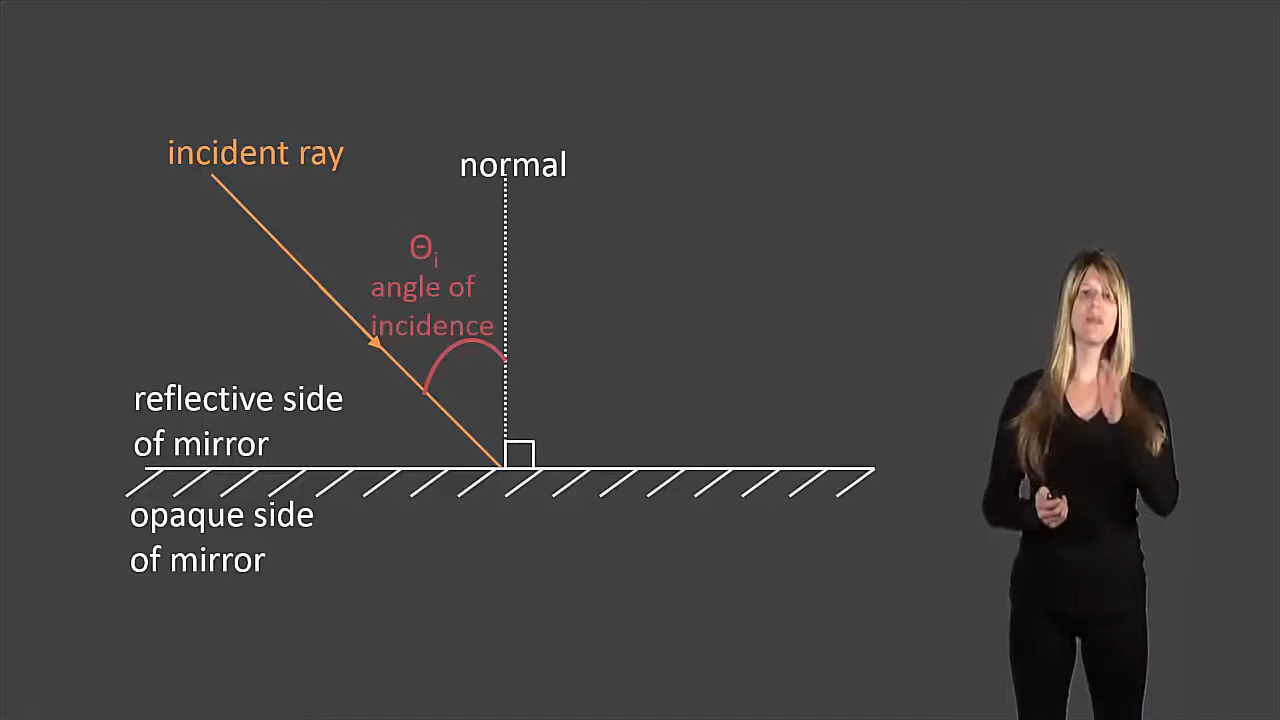 incident ray
normal
Θi
angle of
incidence
reflective side
of mirror
opaque side
of mirror